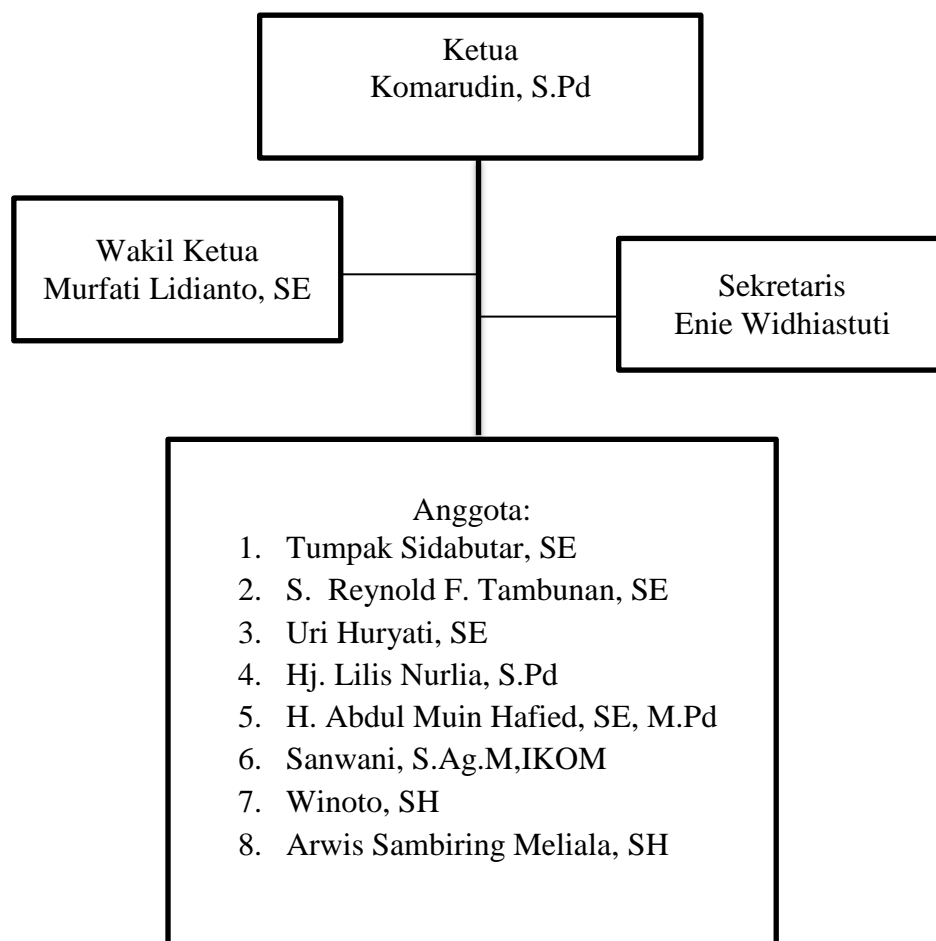 Ketua
Komarudin, S.Pd
Wakil Ketua
Murfati Lidianto, SE
Sekretaris
Enie Widhiastuti
Anggota:
1. Tumpak Sidabutar, SE
2. S. Reynold F. Tambunan, SE
3. Uri Huryati, SE
4. Hj. Lilis Nurlia, S.Pd
5. H. Abdul Muin Hafied, SE, M.Pd
6. Sanwani, S.Ag.M,IKOM
7. Winoto, SH
8. Arwis Sambiring Meliala, SH